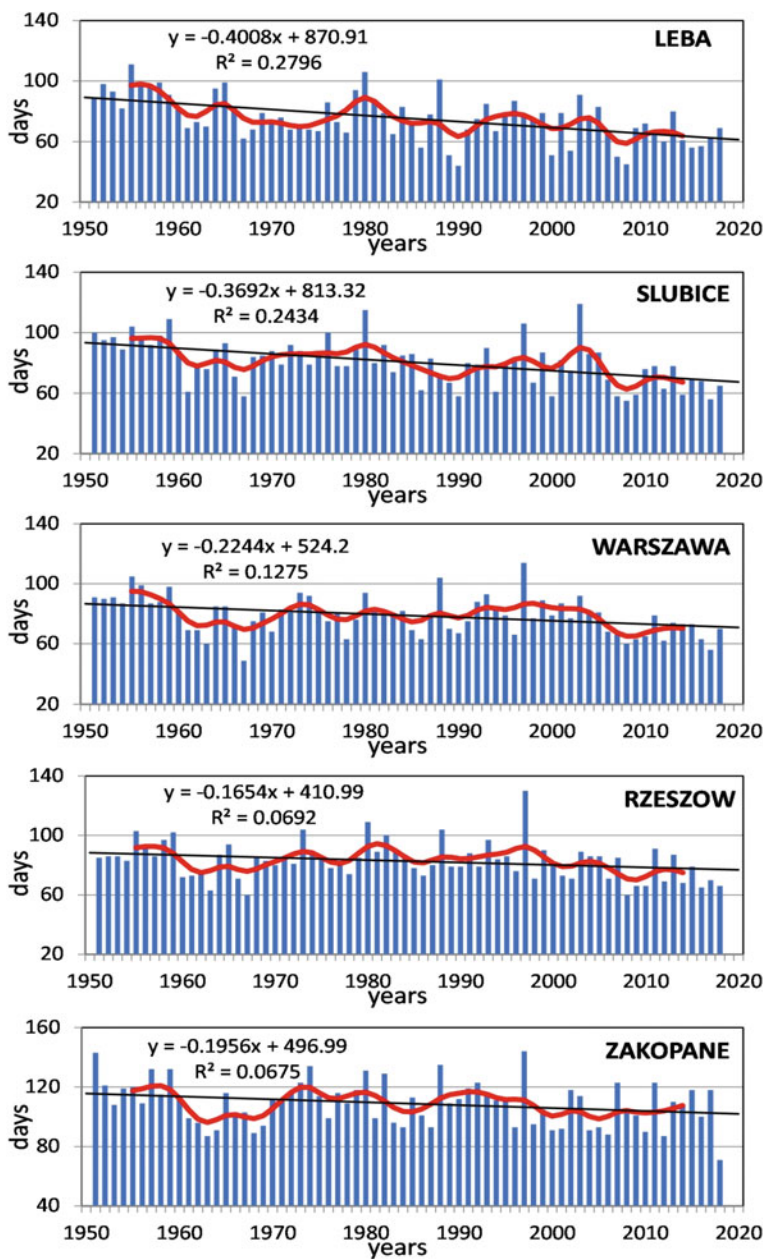 140
y = -0.4008x + 870.91
LEBA
R² = 0.2796
100
days
60
20
1950 1960 1970 1980 1990 2000 2010 2020
years
140
y = -0.3692x + 813.32
SLUBICE
R² = 0.2434
100
days
60
20
1950 1960 1970 1980 1990 2000 2010 2020
years
140
y = -0.2244x + 524.2
WARSZAWA
R² = 0.1275
100
days
60
20
1950 1960 1970 1980 1990 2000 2010 2020
years
140
y = -0.1654x + 410.99
RZESZOW
R² = 0.0692
100
days
60
20
1950 1960 1970 1980 1990 2000 2010 2020
years
160
y = -0.1956x + 496.99
ZAKOPANE
R² = 0.0675
120
days
80
40
1950 1960 1970 1980 1990 2000 2010 2020
years